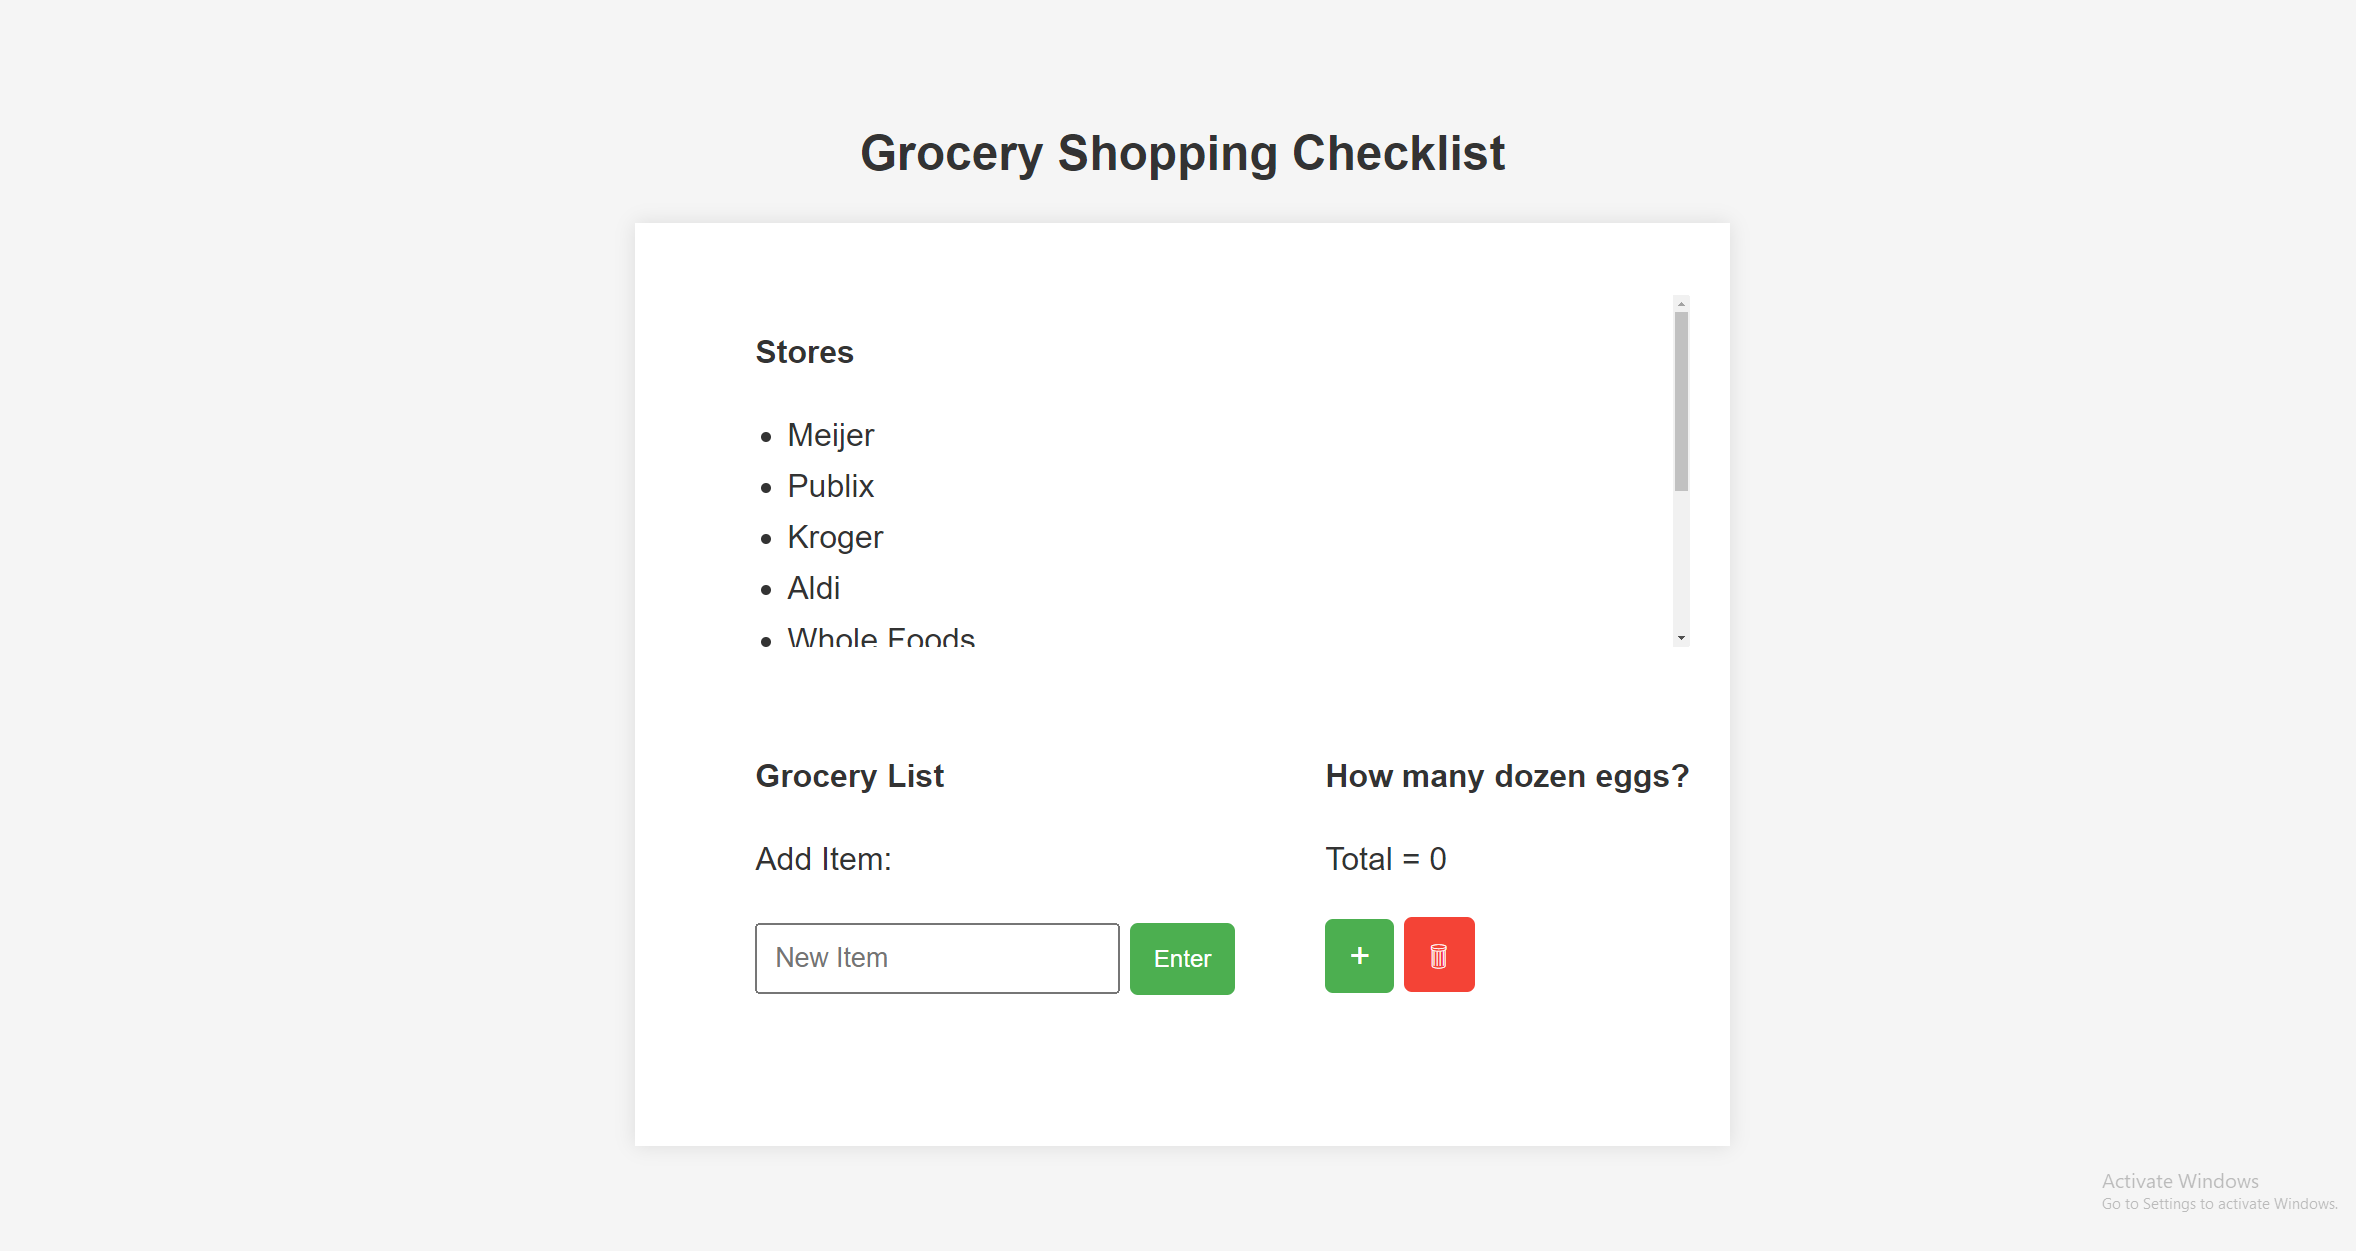 Grocery Shopping Checklist
Stores
Meijer
Publix
Kroger
Aldi
Whole Foods
Grocery List
Add Item:
New Item
Enter
How many dozen eggs?
Total = 0
+
Activate Windows
Go to Settings to activate Windows.